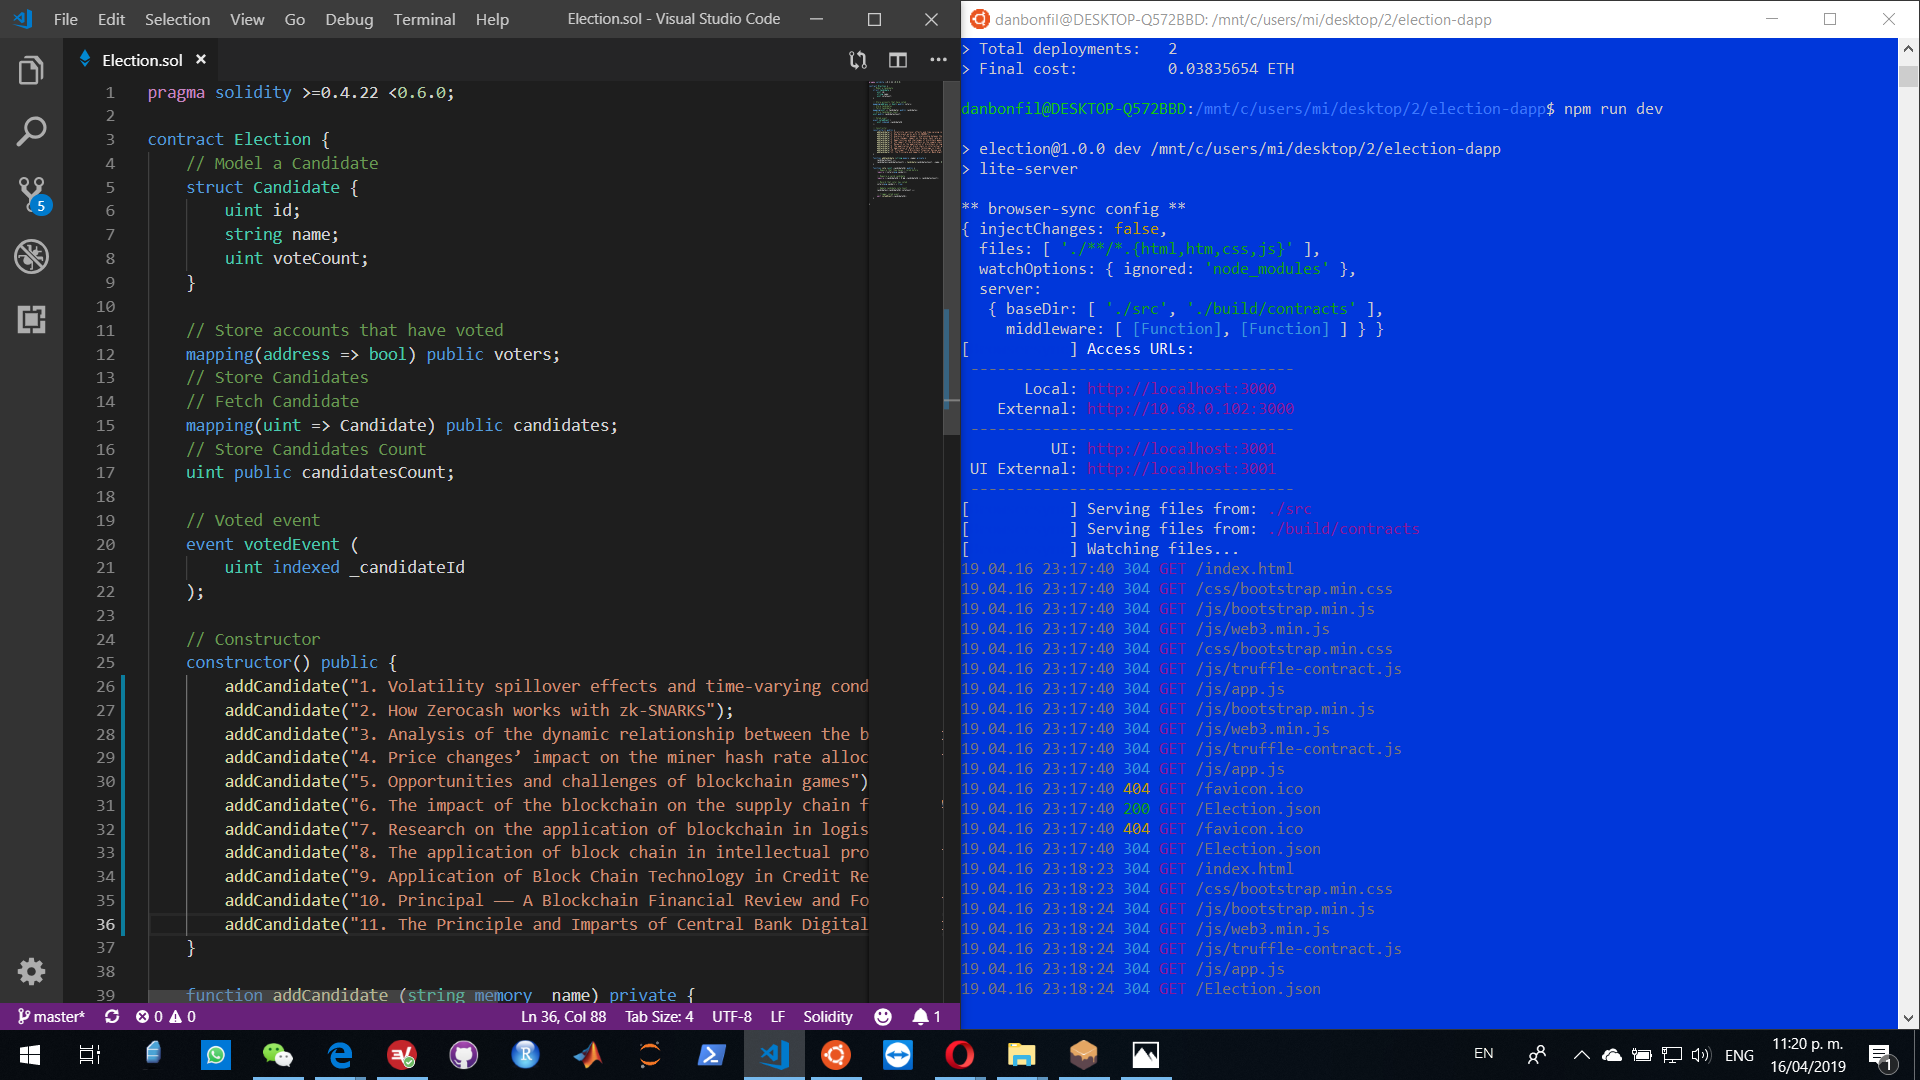 File Edit Selection View Go Debug Terminal Help Election.sol - Visual Studio Code
Election.sol
1 pragma solidity >=0.4.22 <0.6.0;
2
3 contract Election {
4 // Model a Candidate
5 struct Candidate {
6 uint id;
7 string name;
8 uint voteCount;
9 }
10
11 // Store accounts that have voted
12 mapping(address => bool) public voters;
13 // Store Candidates
14 // Fetch Candidate
15 mapping(uint => Candidate) public candidates;
16 // Store Candidates Count
17 uint public candidatesCount;
18
19 // Voted event
20 event votedEvent (
21 uint indexed _candidateId
22 );
23
24 // Constructor
25 constructor() public {
26 addCandidate("1. Volatility spillover effects and time-varying cond
27 addCandidate("2. How Zerocash works with zk-SNARKS");
28 addCandidate("3. Analysis of the dynamic relationship between the b
29 addCandidate("4. Price changes’ impact on the miner hash rate alloc
30 addCandidate("5. Opportunities and challenges of blockchain games")
31 addCandidate("6. The impact of the blockchain on the supply chain f
32 addCandidate("7. Research on the application of blockchain in logis
33 addCandidate("8. The application of block chain in intellectual pro
34 addCandidate("9. Application of Block Chain Technology in Credit Re
35 addCandidate("10. Principal —— A Blockchain Financial Review and Fo
36 addCandidate("11. The Principle and Imparts of Central Bank Digital
37 }
38
39 function addCandidate (string memory _name) private {
5
master* 0 0 Ln 36, Col 88 Tab Size: 4 UTF-8 LF Solidity 1
danbonfil@DESKTOP-Q572BBD: /mnt/c/users/mi/desktop/2/election-dapp
> Total deployments: 2
> Final cost: 0.03835654 ETH
danbonfil@DESKTOP-Q572BBD:/mnt/c/users/mi/desktop/2/election-dapp$ npm run dev
> election@1.0.0 dev /mnt/c/users/mi/desktop/2/election-dapp
> lite-server
** browser-sync config **
{ injectChanges: false,
files: [ './**/*.{html,htm,css,js}' ],
watchOptions: { ignored: 'node_modules' },
server:
{ baseDir: [ './src', './build/contracts' ],
middleware: [ [Function], [Function] ] } }
[ ] Access URLs:
------------------------------------
Local: http://localhost:3000
External: http://10.68.0.102:3000
------------------------------------
UI: http://localhost:3001
UI External: http://localhost:3001
------------------------------------
[ ] Serving files from: ./src
[ ] Serving files from: ./build/contracts
[ ] Watching files...
19.04.16 23:17:40 304 GET /index.html
19.04.16 23:17:40 304 GET /css/bootstrap.min.css
19.04.16 23:17:40 304 GET /js/bootstrap.min.js
19.04.16 23:17:40 304 GET /js/web3.min.js
19.04.16 23:17:40 304 GET /css/bootstrap.min.css
19.04.16 23:17:40 304 GET /js/truffle-contract.js
19.04.16 23:17:40 304 GET /js/app.js
19.04.16 23:17:40 304 GET /js/bootstrap.min.js
19.04.16 23:17:40 304 GET /js/web3.min.js
19.04.16 23:17:40 304 GET /js/truffle-contract.js
19.04.16 23:17:40 304 GET /js/app.js
19.04.16 23:17:40 404 GET /favicon.ico
19.04.16 23:17:40 200 GET /Election.json
19.04.16 23:17:40 404 GET /favicon.ico
19.04.16 23:17:40 304 GET /Election.json
19.04.16 23:18:23 304 GET /index.html
19.04.16 23:18:23 304 GET /css/bootstrap.min.css
19.04.16 23:18:24 304 GET /js/bootstrap.min.js
19.04.16 23:18:24 304 GET /js/web3.min.js
19.04.16 23:18:24 304 GET /js/truffle-contract.js
19.04.16 23:18:24 304 GET /js/app.js
19.04.16 23:18:24 304 GET /Election.json
EN ENG 11:20 p. m.
16/04/2019
1